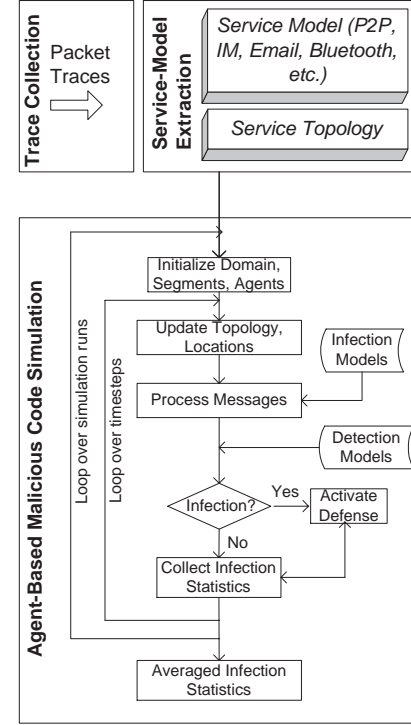 Trace Collection
Packet
Traces
Service-Model
Extraction
Service Model (P2P,
IM, Email, Bluetooth,
etc.)
Service Topology
Agent-Based Malicious Code Simulation
Loop over simulation runs
Loop over timesteps
Initialize Domain,
Segments, Agents
Update Topology,
Locations
Infection
Models
Process Messages
Detection
Models
Infection?
Yes
Activate
Defense
No
Collect Infection
Statistics
Averaged Infection
Statistics